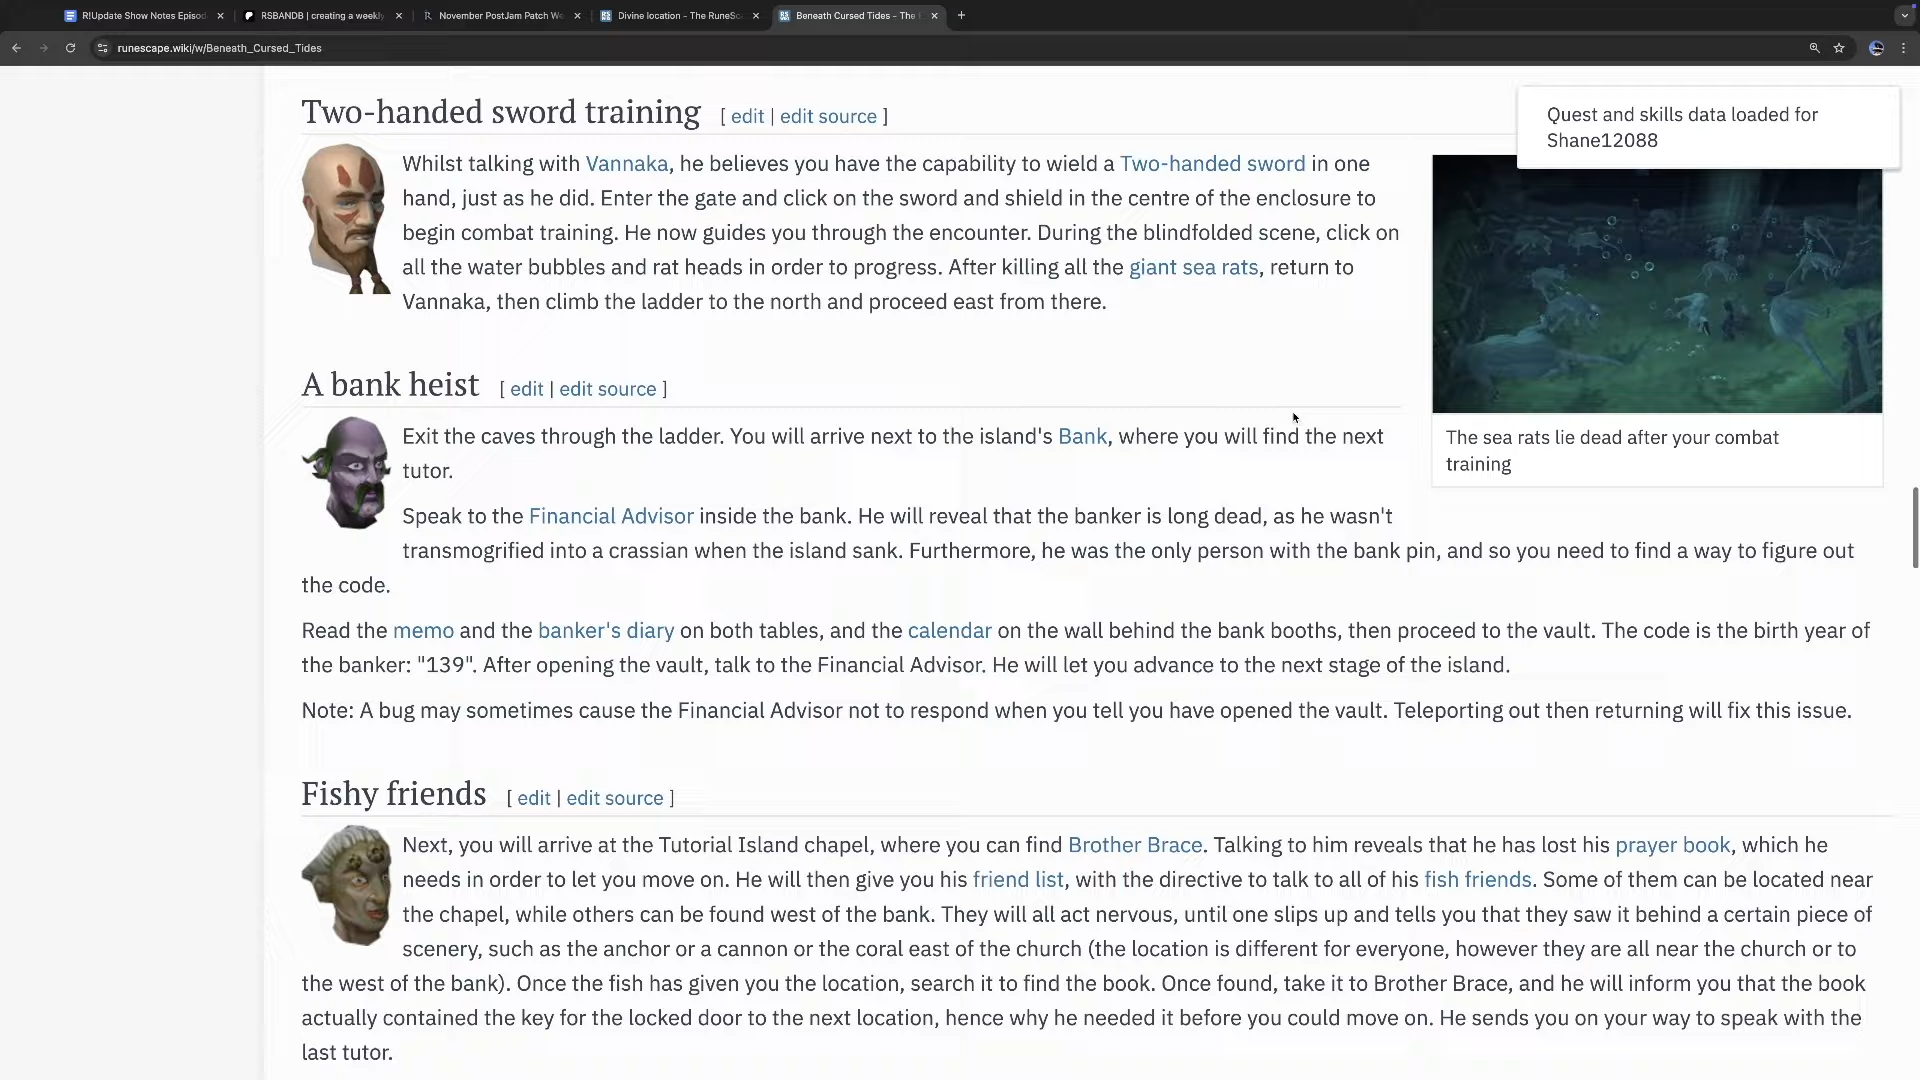 R!Update Show Notes Episod
RSBANDB | creating a weekly
November PostJam Patch We
Divine location - The RuneSc
Beneath Cursed Tides - The
runescape.wiki/w/Beneath_Cursed_Tides
Two-handed sword training [ edit | edit source ]
Quest and skills data loaded for
Shane12088
Whilst talking with Vannaka, he believes you have the capability to wield a Two-handed sword in one
hand, just as he did. Enter the gate and click on the sword and shield in the centre of the enclosure to
begin combat training. He now guides you through the encounter. During the blindfolded scene, click on
all the water bubbles and rat heads in order to progress. After killing all the giant sea rats, return to
Vannaka, then climb the ladder to the north and proceed east from there.
The sea rats lie dead after your combat
training
A bank heist [ edit | edit source ]
Exit the caves through the ladder. You will arrive next to the island's Bank, where you will find the next
tutor.
Speak to the Financial Advisor inside the bank. He will reveal that the banker is long dead, as he wasn't
transmogrified into a crassian when the island sank. Furthermore, he was the only person with the bank pin, and so you need to find a way to figure out
the code.
Read the memo and the banker's diary on both tables, and the calendar on the wall behind the bank booths, then proceed to the vault. The code is the birth year of
the banker: "139". After opening the vault, talk to the Financial Advisor. He will let you advance to the next stage of the island.
Note: A bug may sometimes cause the Financial Advisor not to respond when you tell you have opened the vault. Teleporting out then returning will fix this issue.
Fishy friends [ edit | edit source ]
Next, you will arrive at the Tutorial Island chapel, where you can find Brother Brace. Talking to him reveals that he has lost his prayer book, which he
needs in order to let you move on. He will then give you his friend list, with the directive to talk to all of his fish friends. Some of them can be located near
the chapel, while others can be found west of the bank. They will all act nervous, until one slips up and tells you that they saw it behind a certain piece of
scenery, such as the anchor or a cannon or the coral east of the church (the location is different for everyone, however they are all near the church or to
the west of the bank). Once the fish has given you the location, search it to find the book. Once found, take it to Brother Brace, and he will inform you that the book
actually contained the key for the locked door to the next location, hence why he needed it before you could move on. He sends you on your way to speak with the
last tutor.